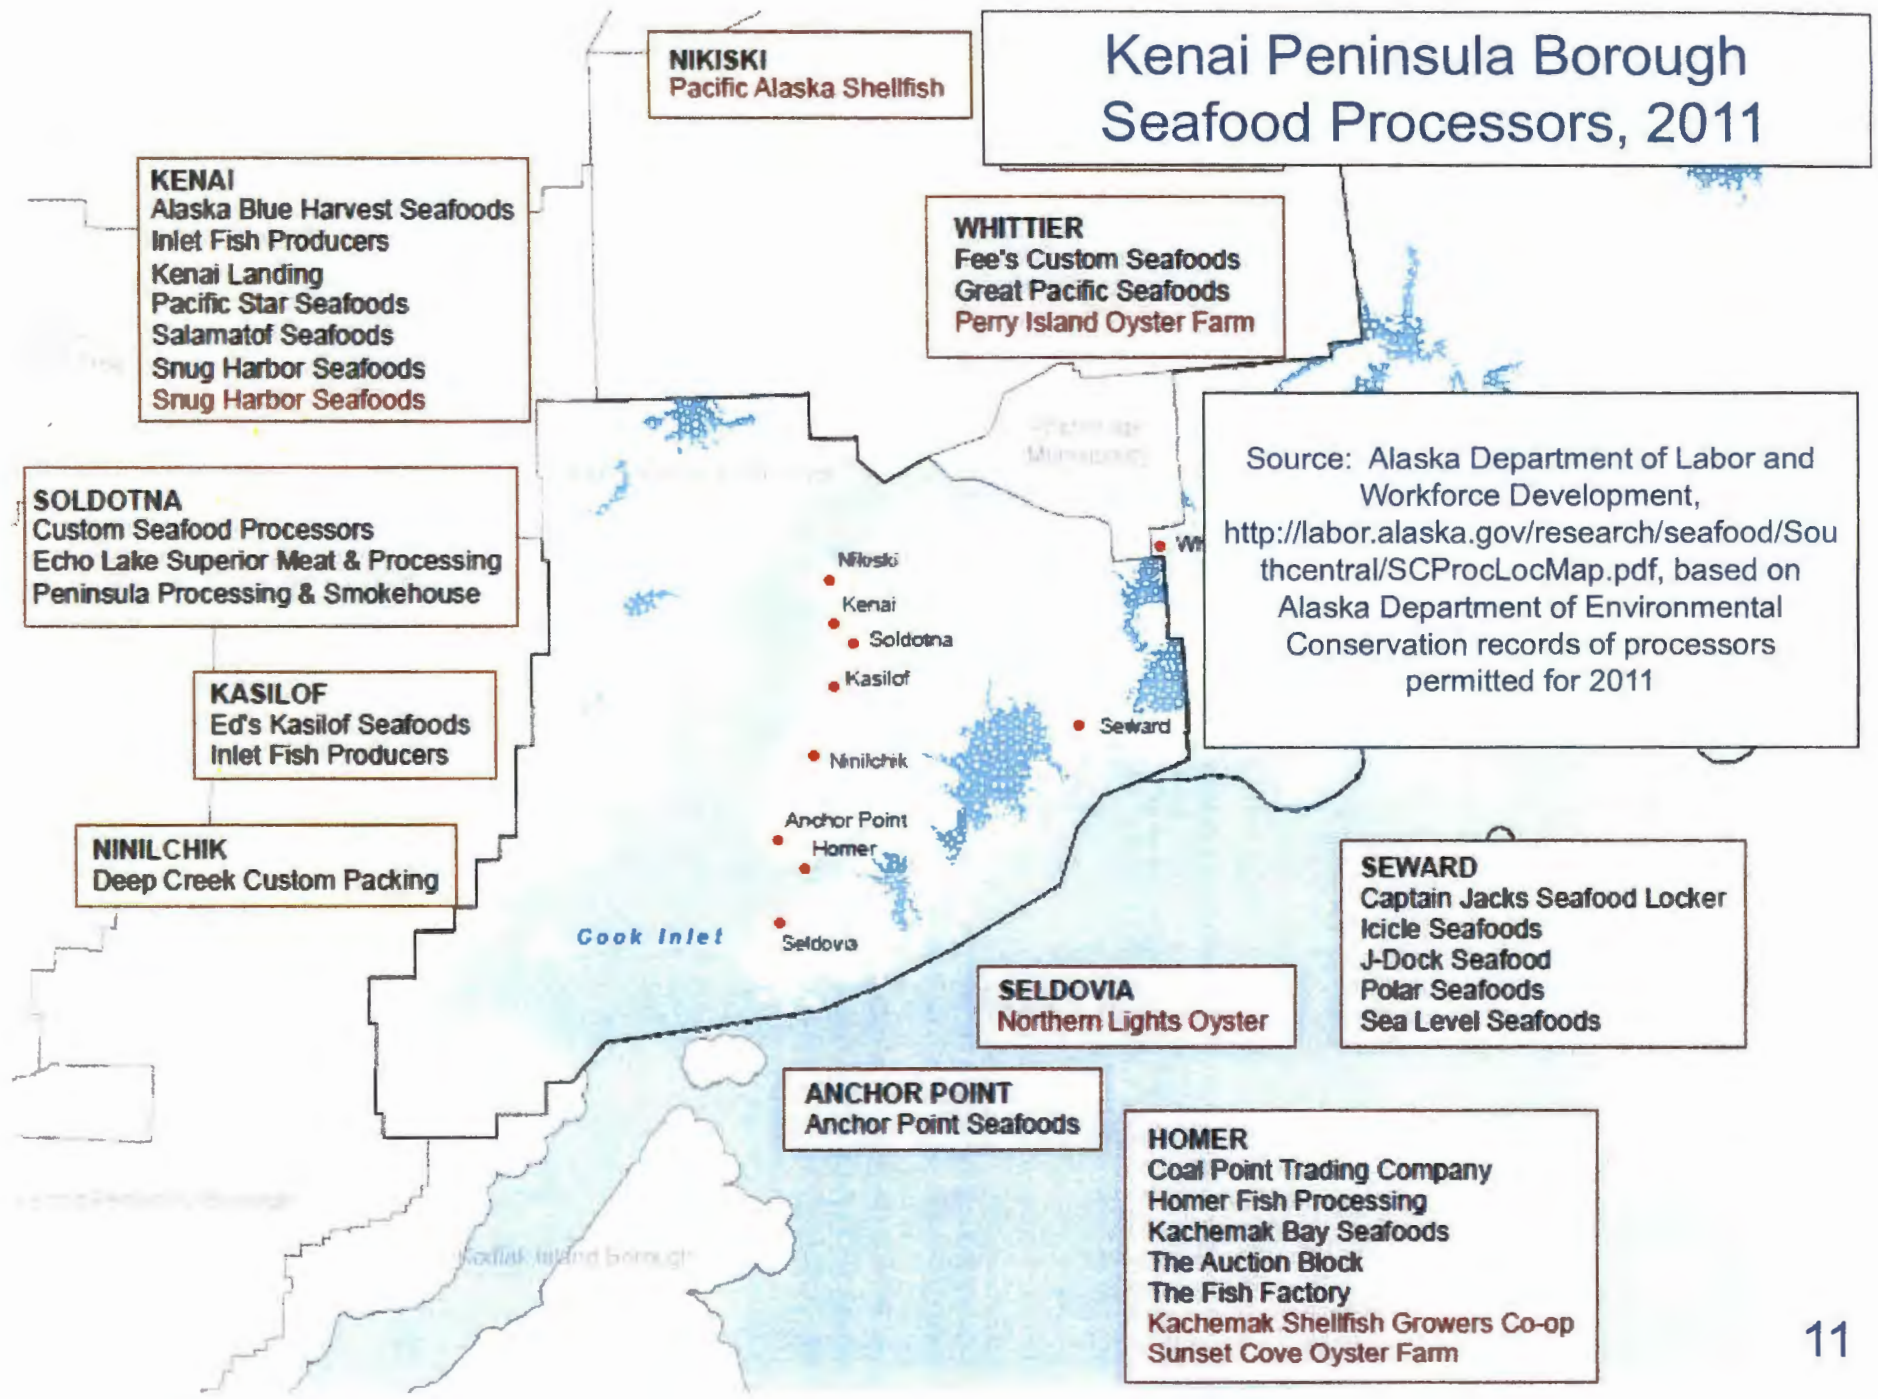 Kenai Peninsula Borough
Seafood Processors, 2011
NIKISKI
Pacific Alaska Shellfish
KENAI
Alaska Blue Harvest Seafoods
Inlet Fish Producers
Kenai Landing
Pacific Star Seafoods
Salamatof Seafoods
Snug Harbor Seafoods
Snug Harbor Seafoods
WHITTIER
Fee's Custom Seafoods
Great Pacific Seafoods
Perry Island Oyster Farm
SOLDOTNA
Custom Seafood Processors
Echo Lake Superior Meat & Processing
Peninsula Processing & Smokehouse
Source: Alaska Department of Labor and
Workforce Development,
http://labor.alaska.gov/research/seafood/Sou
thcentral/SCProcLocMap.pdf, based on
Alaska Department of Environmental
Conservation records of processors
permitted for 2011
Wh
Nikiski
Kenai
Soldotna
Kasilof
Seward
Ninilchik
Anchor Point
Homer
Seldovia
Cook Inlet
KASILOF
Ed's Kasilof Seafoods
Inlet Fish Producers
NINILCHIK
Deep Creek Custom Packing
SEWARD
Captain Jacks Seafood Locker
Icicle Seafoods
J-Dock Seafood
Polar Seafoods
Sea Level Seafoods
SELDOVIA
Northern Lights Oyster
ANCHOR POINT
Anchor Point Seafoods
HOMER
Coal Point Trading Company
Homer Fish Processing
Kachemak Bay Seafoods
The Auction Block
The Fish Factory
Kachemak Shellfish Growers Co-op
Sunset Cove Oyster Farm
Kodiak Island Borough
11